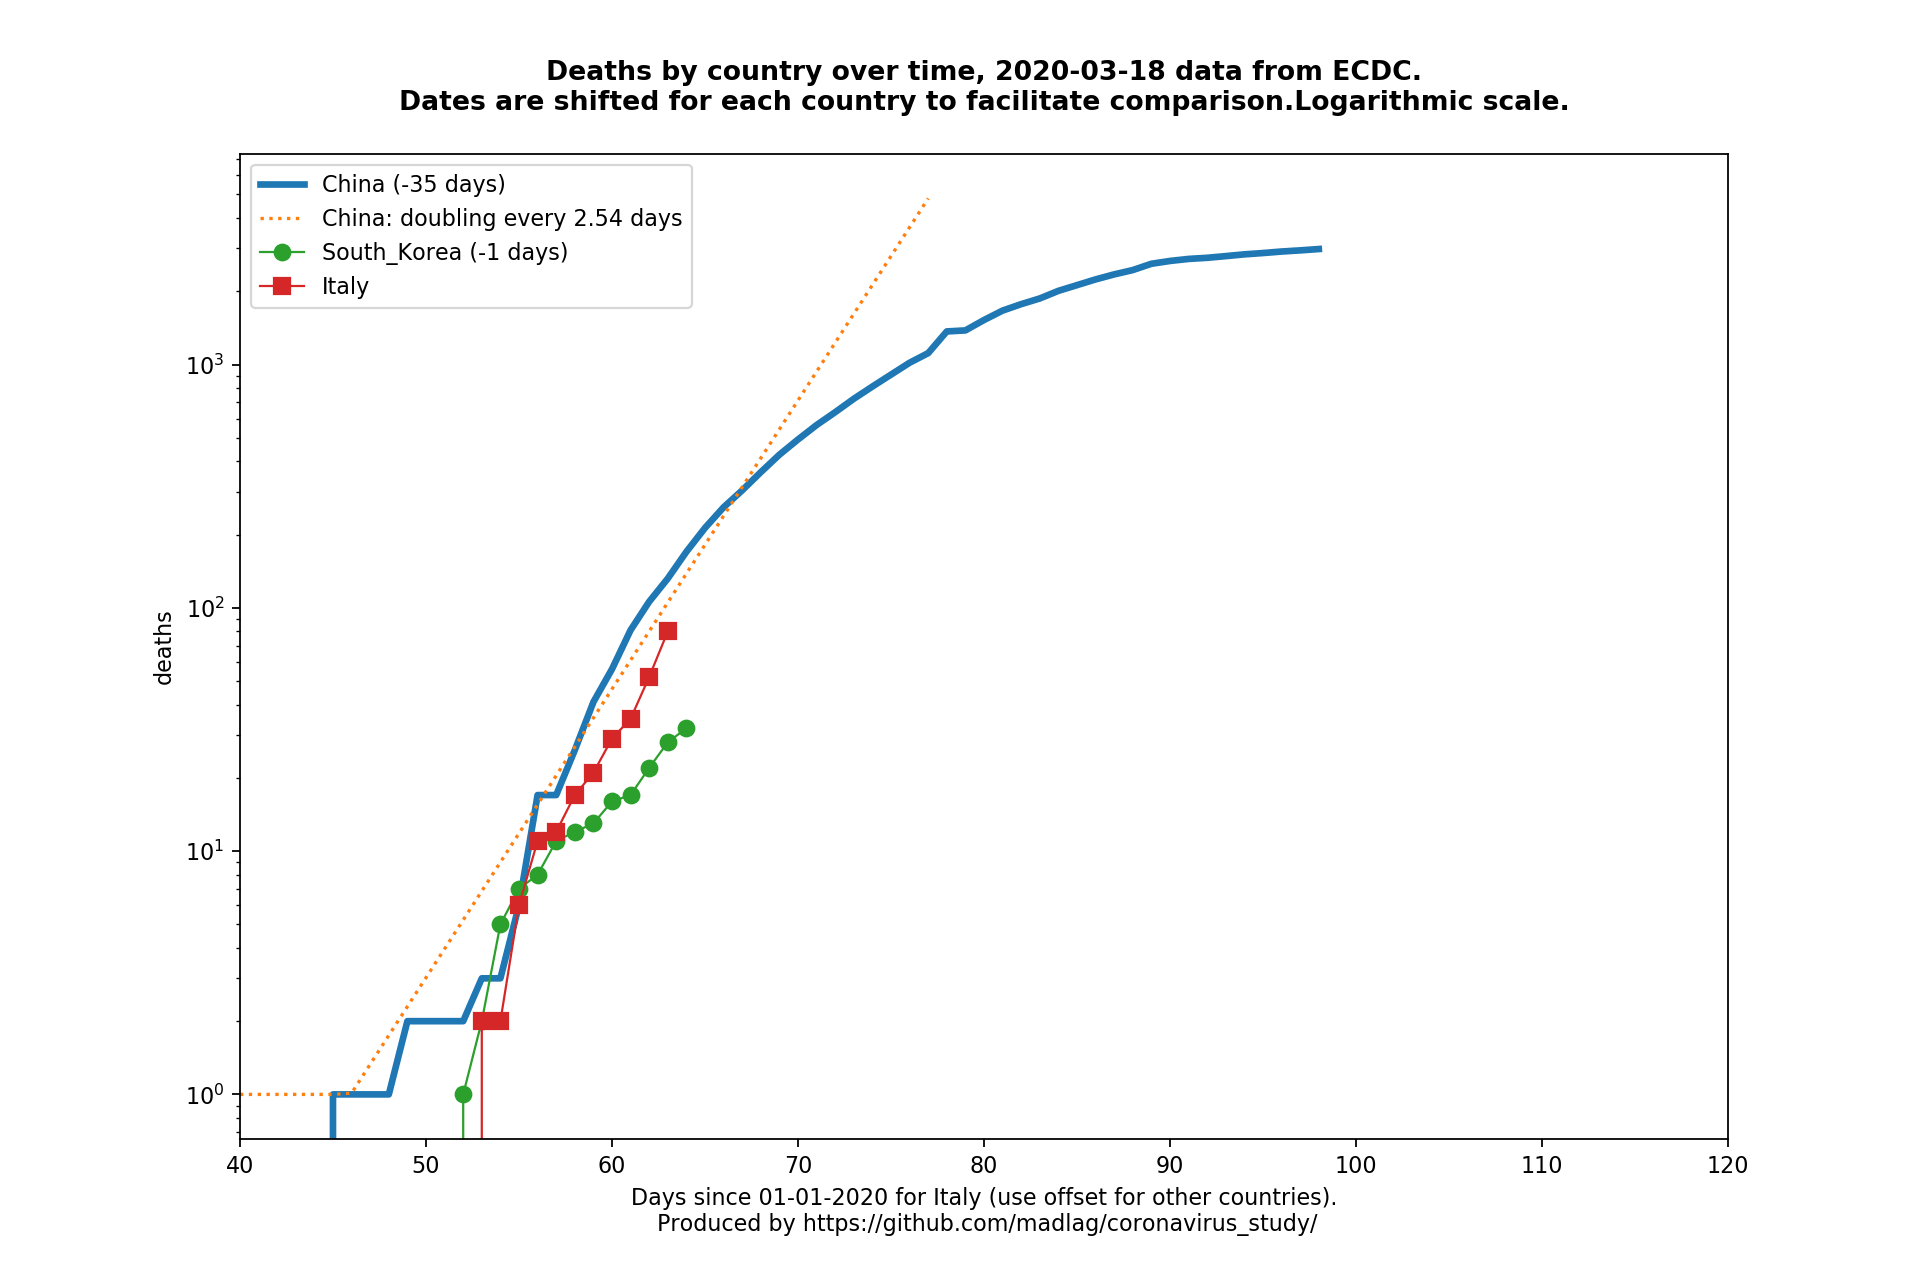 Deaths by country over time, 2020-03-18 data from ECDC.
Dates are shifted for each country to facilitate comparison.Logarithmic scale.
China (-35 days)
China: doubling every 2.54 days
South_Korea (-1 days)
Italy
10³
10²
10¹
10⁰
deaths
40 50 60 70 80 90 100 110 120
Days since 01-01-2020 for Italy (use offset for other countries).
Produced by https://github.com/madlag/coronavirus_study/